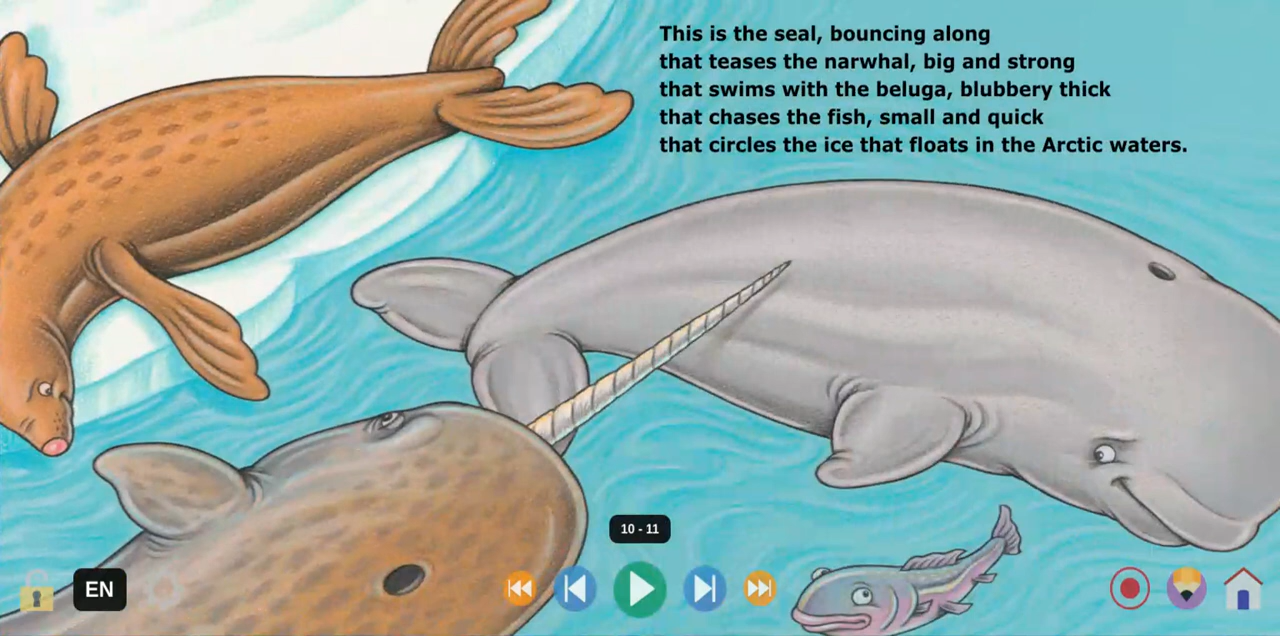 This is the seal, bouncing along
that teases the narwhal, big and strong
that swims with the beluga, blubbery thick
that chases the fish, small and quick
that circles the ice that floats in the Arctic waters.
10 - 11
EN